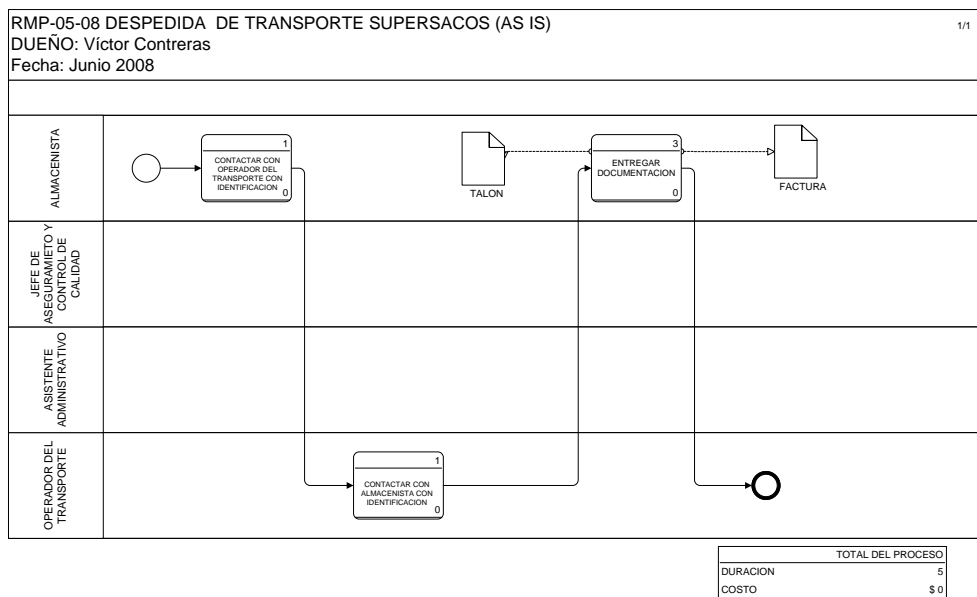 RMP-05-08 DESPEDIDA DE TRANSPORTE SUPERSACOS (AS IS)
1/1
DUEÑO: Víctor Contreras
Fecha: Junio 2008
ALMACENISTA
1
CONTACTAR CON
OPERADOR DEL
TRANSPORTE CON
IDENTIFICACION
0
TALON
3
ENTREGAR
DOCUMENTACION
0
FACTURA
JEFE DE
ASEGURAMIETO Y
CONTROL DE
CALIDAD
ASISTENTE
ADMINISTRATIVO
OPERADOR DEL
TRANSPORTE
1
CONTACTAR CON
ALMACENISTA CON
IDENTIFICACION
0
TOTAL DEL PROCESO
DURACION 5
COSTO $ 0